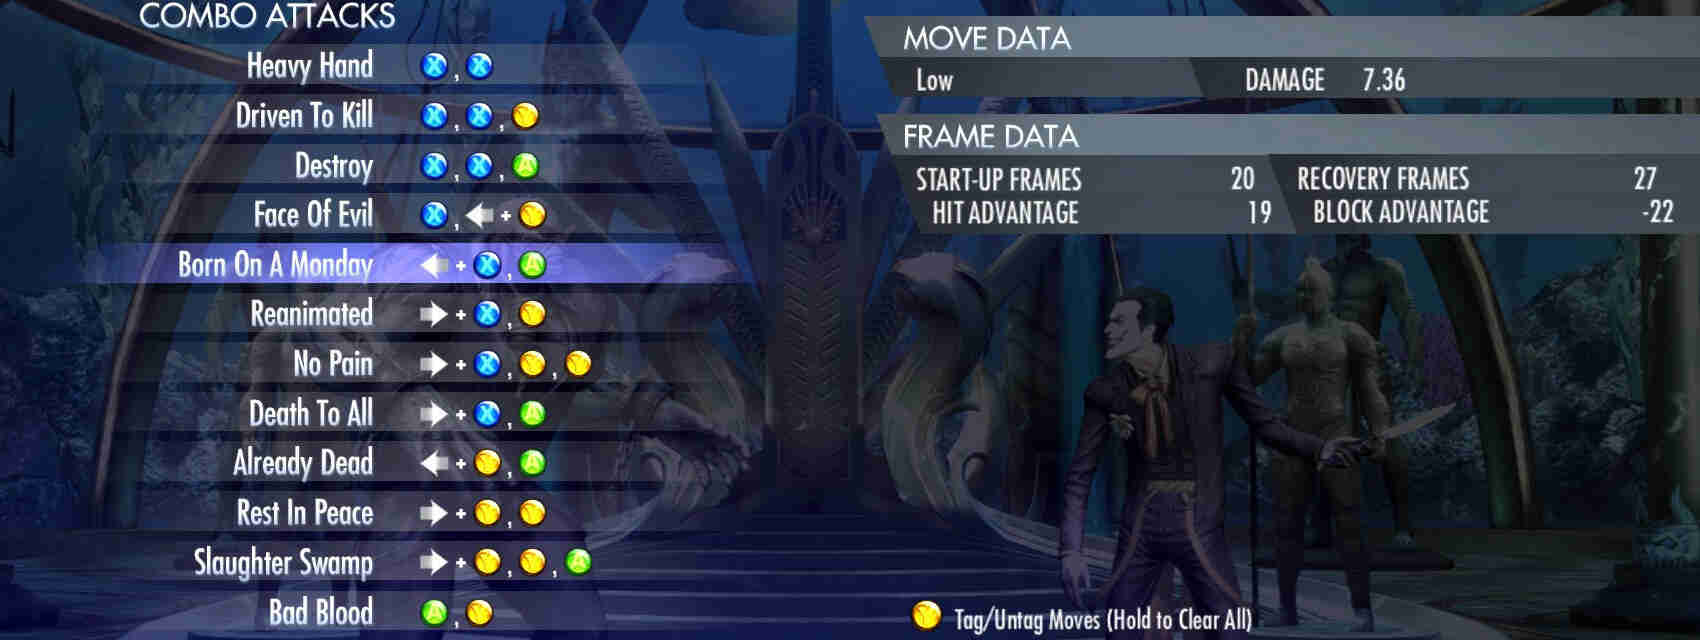 COMBO ATTACKS
Heavy Hand X, X
Driven To Kill X, X, Y
Destroy X, X, A
Face Of Evil X, ← + Y
Born On A Monday ← + X, A
Reanimated → + X, Y
No Pain → + X, Y, Y
Death To All → + X, A
Already Dead ← + Y, A
Rest In Peace → + Y, Y
Slaughter Swamp → + Y, Y, A
Bad Blood A, Y
MOVE DATA
Low DAMAGE 7.36
FRAME DATA
START-UP FRAMES 20 RECOVERY FRAMES 27
HIT ADVANTAGE 19 BLOCK ADVANTAGE -22
Y Tag/Untag Moves (Hold to Clear All)